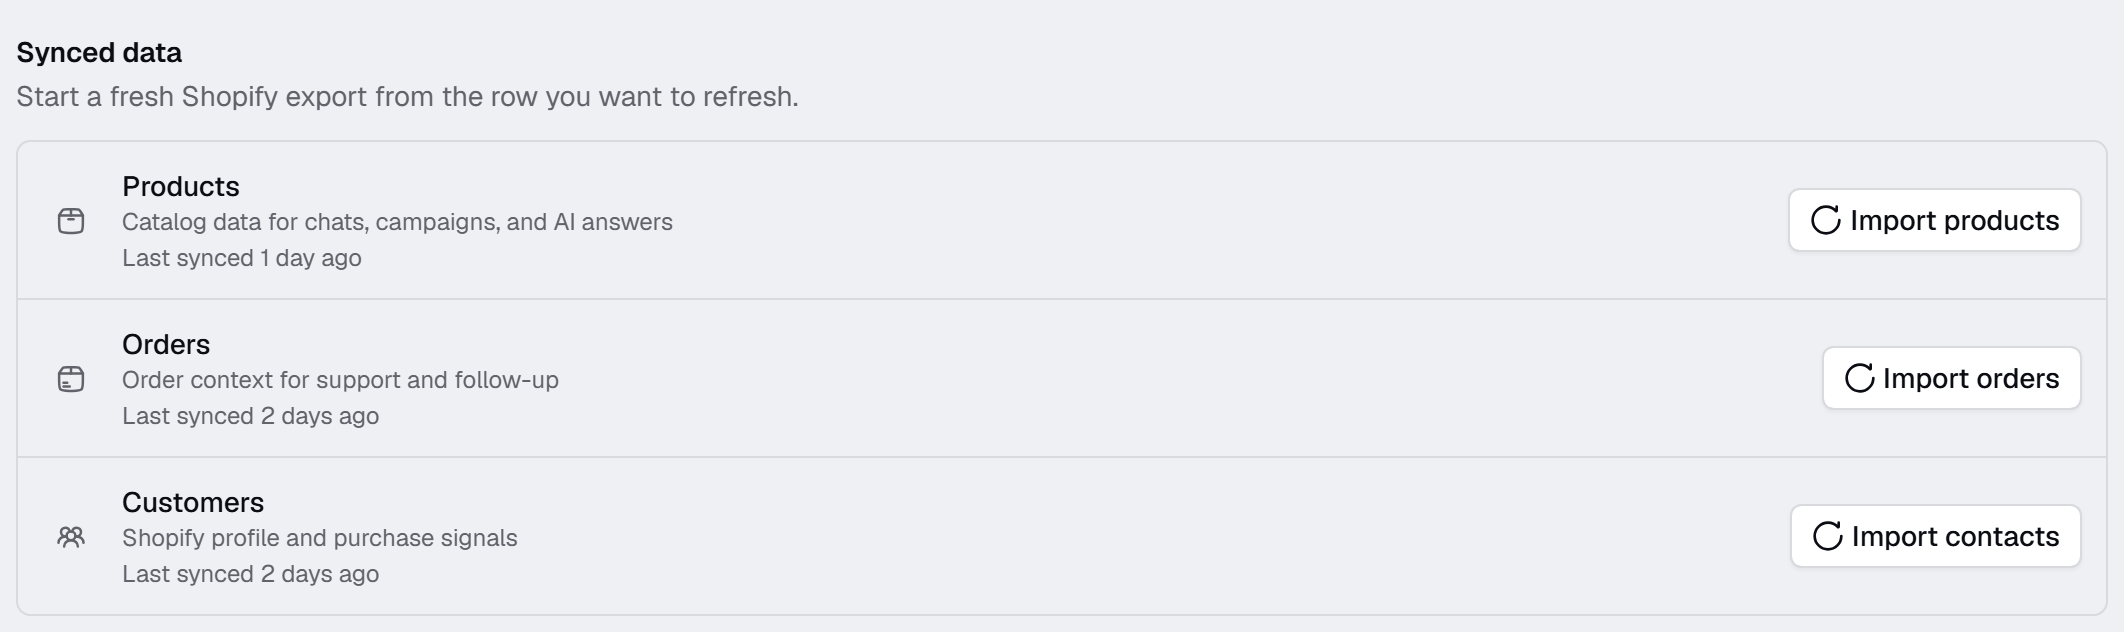 Synced data
Start a fresh Shopify export from the row you want to refresh.
Products
Catalog data for chats, campaigns, and AI answers
Last synced 1 day ago
Import products
Orders
Order context for support and follow-up
Last synced 2 days ago
Import orders
Customers
Shopify profile and purchase signals
Last synced 2 days ago
Import contacts